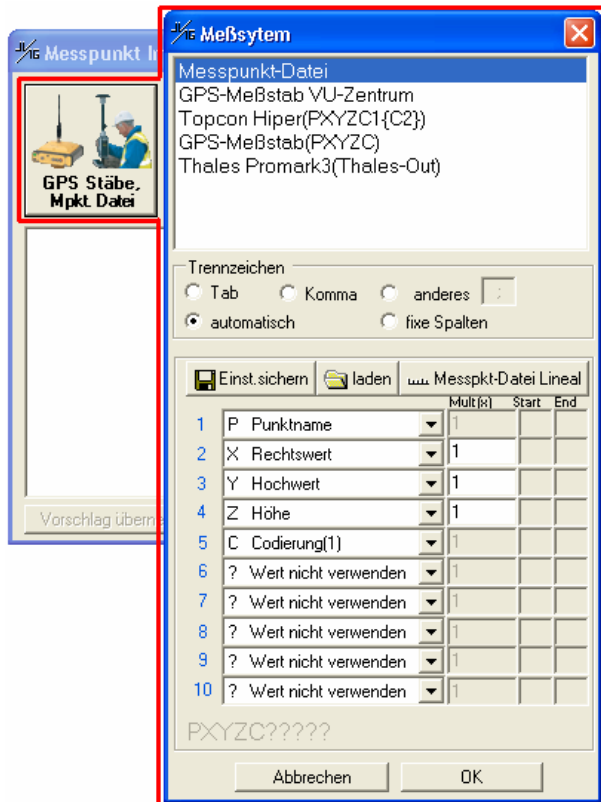 Messpunkt I
GPS Stäbe,
Mpkt. Datei
Vorschlag überne
Meßsytem
Messpunkt-Datei
GPS-Meßstab VU-Zentrum
Topcon Hiper(PXYZC1{C2})
GPS-Meßstab(PXYZC)
Thales Promark3(Thales-Out)
Trennzeichen
Tab Komma anderes ;
automatisch fixe Spalten
Einst.sichern laden Messpkt-Datei Lineal
Mult(x) Start End
1 P Punktname 1
2 X Rechtswert 1
3 Y Hochwert 1
4 Z Höhe 1
5 C Codierung(1) 1
6 ? Wert nicht verwenden 1
7 ? Wert nicht verwenden 1
8 ? Wert nicht verwenden 1
9 ? Wert nicht verwenden 1
10 ? Wert nicht verwenden 1
PXYZC?????
Abbrechen OK